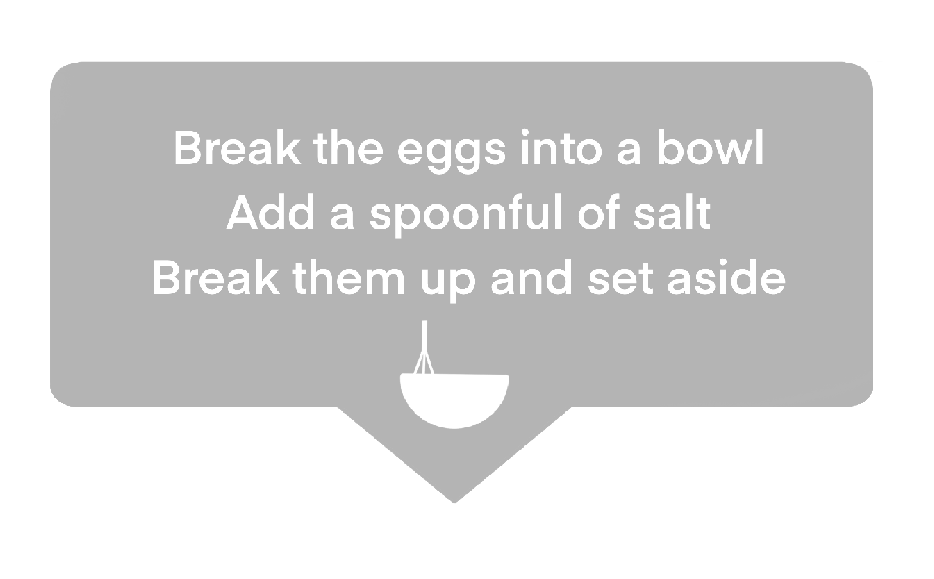 Break the eggs into a bowl
Add a spoonful of salt
Break them up and set aside